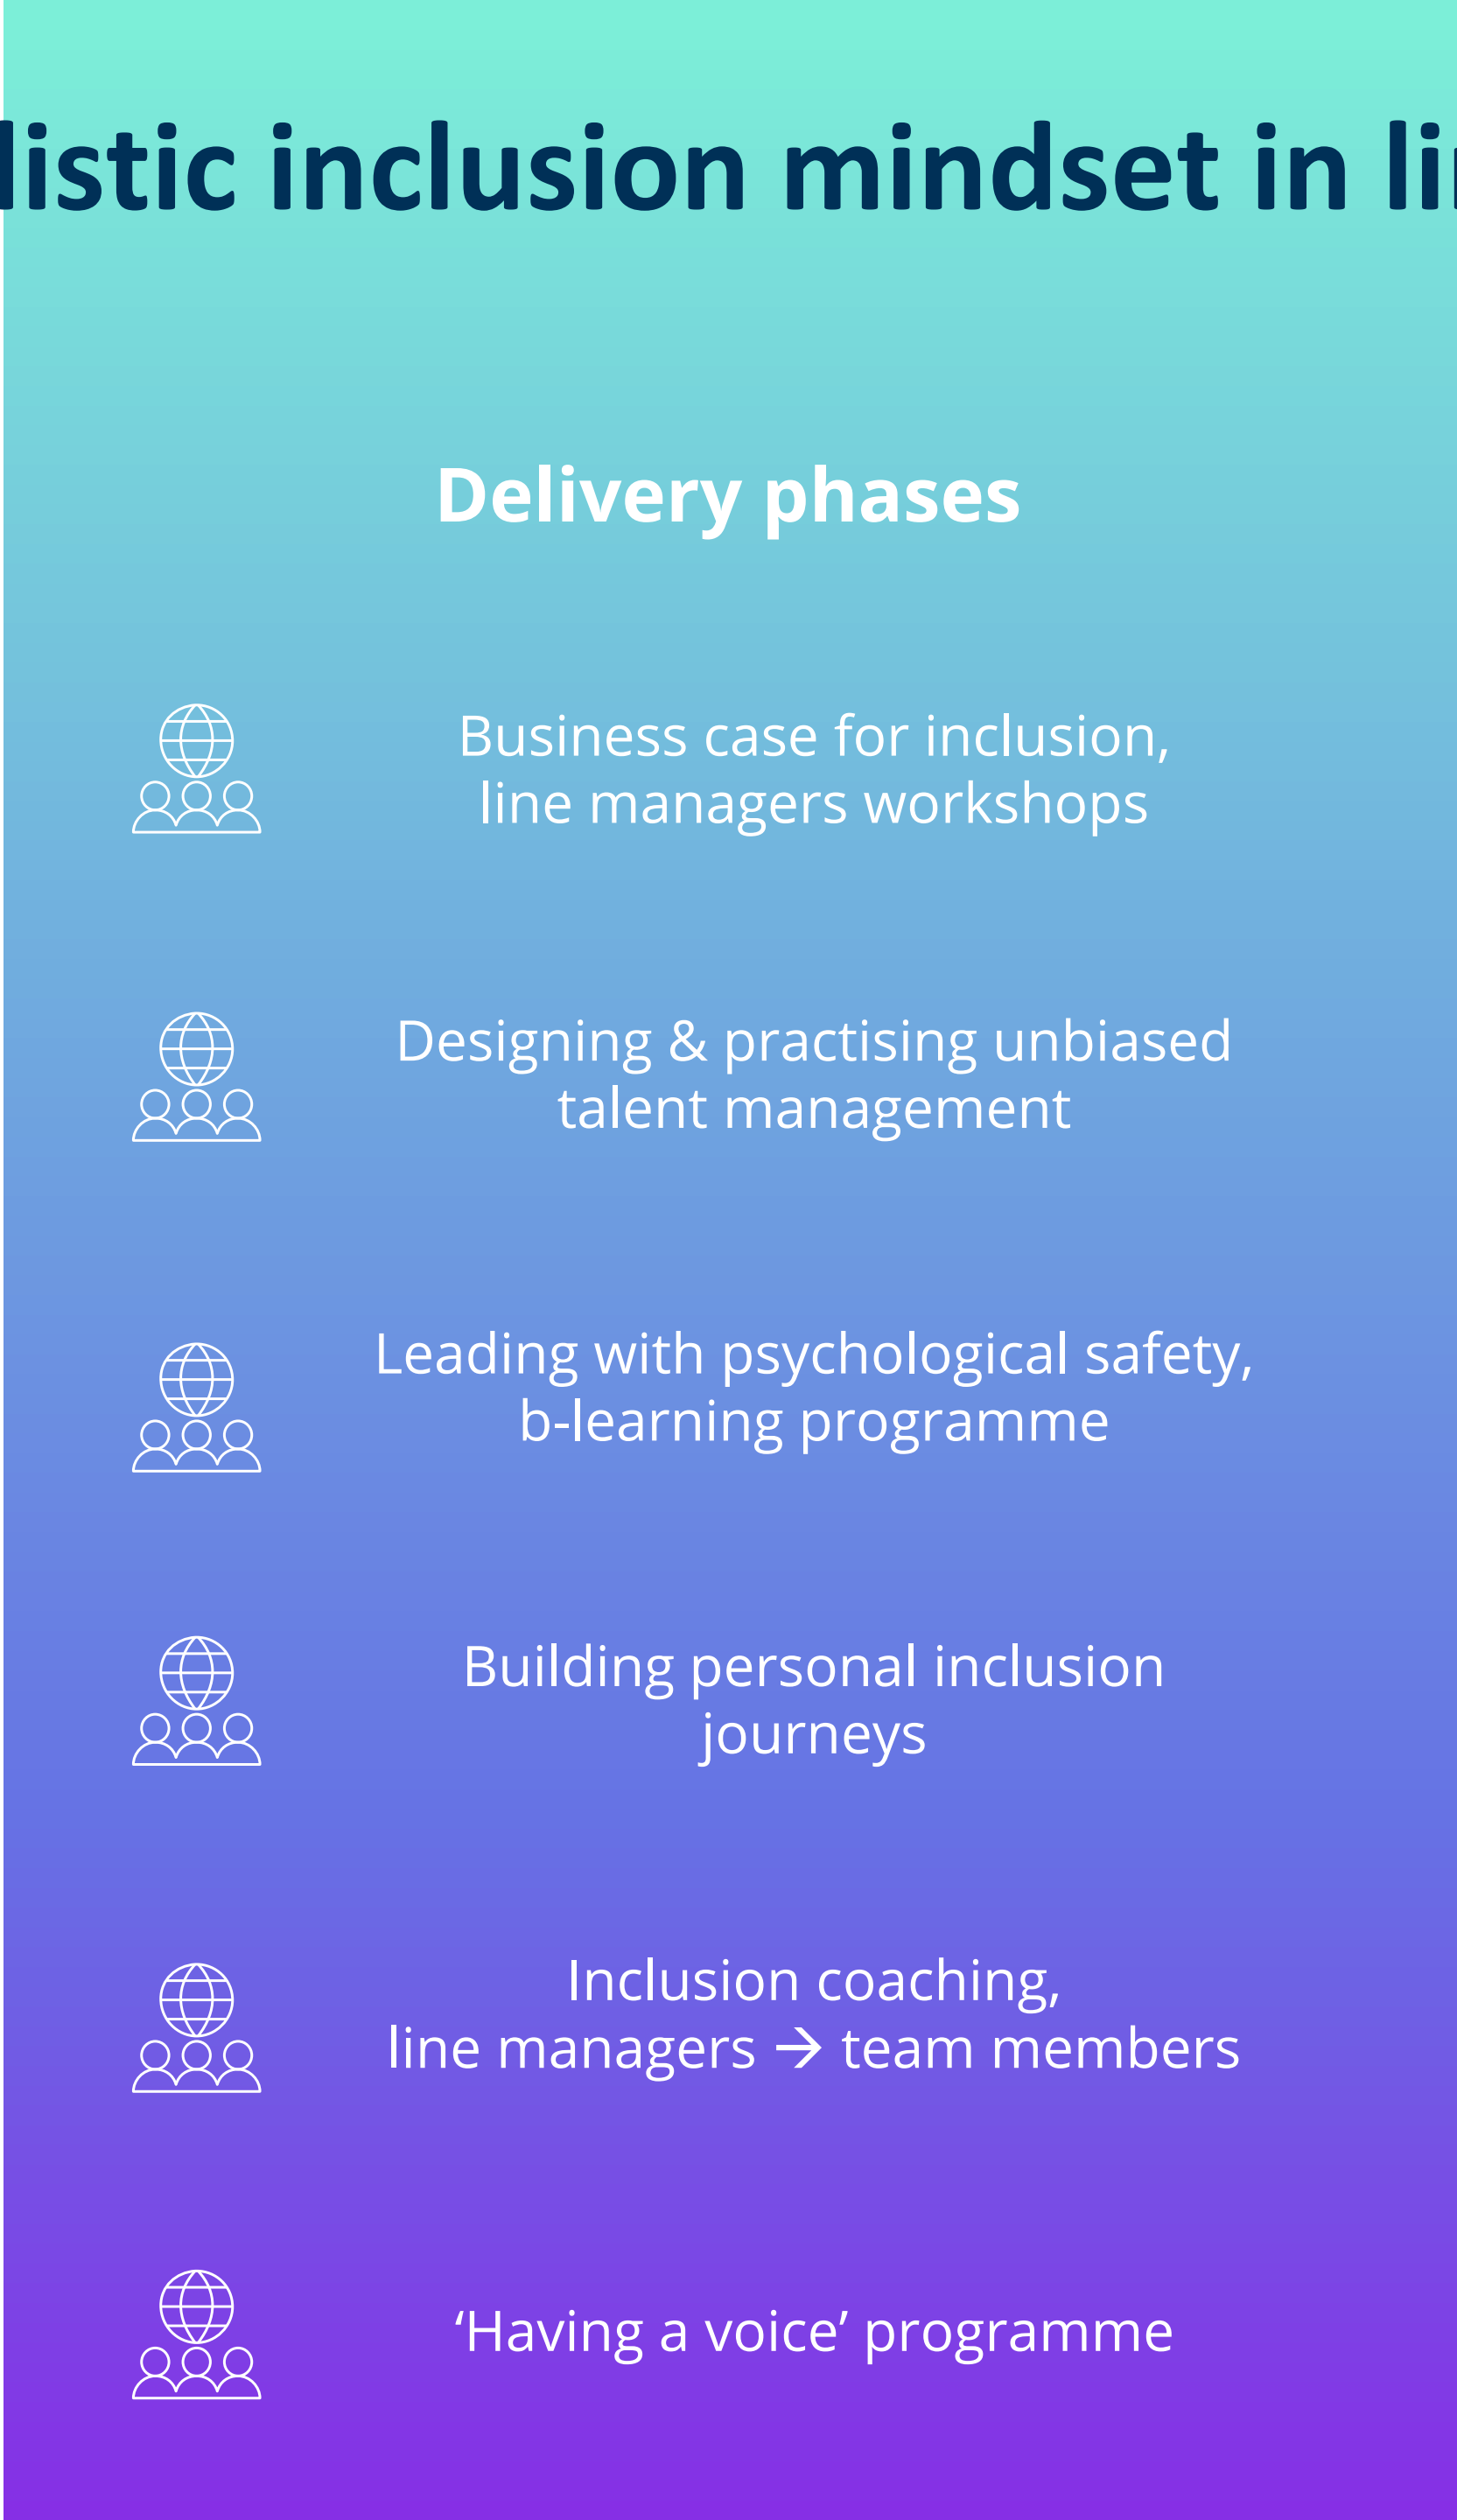 listic inclusion mindset in li
Delivery phases
Business case for inclusion,
line managers workshops
Designing & practising unbiased
talent management
Leading with psychological safety,
b-learning programme
Building personal inclusion
journeys
Inclusion coaching,
line managers → team members
‘Having a voice’ programme